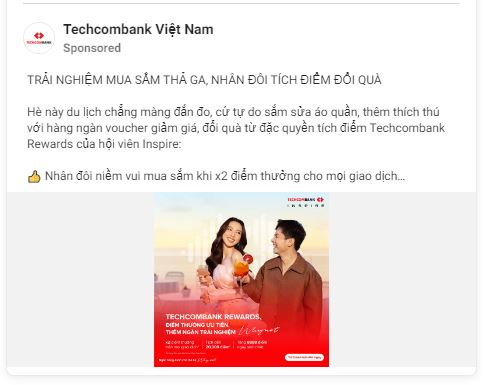 Techcombank Việt Nam
Sponsored
TRẢI NGHIỆM MUA SẮM THẢ GA, NHÂN ĐÔI TÍCH ĐIỂM ĐỔI QUÀ
Hè này du lịch chẳng màng đắn đo, cứ tự do sắm sửa áo quần, thêm thích thú
với hàng ngàn voucher giảm giá, đổi quà từ đặc quyền tích điểm Techcombank
Rewards của hội viên Inspire:
👍 Nhân đôi niềm vui mua sắm khi x2 điểm thưởng cho mọi giao dịch...
TECHCOMBANK
INSPIRE
TECHCOMBANK REWARDS.
ĐIỂM THƯỞNG ƯU TIÊN,
THÊM NGÀN TRẢI NGHIỆM